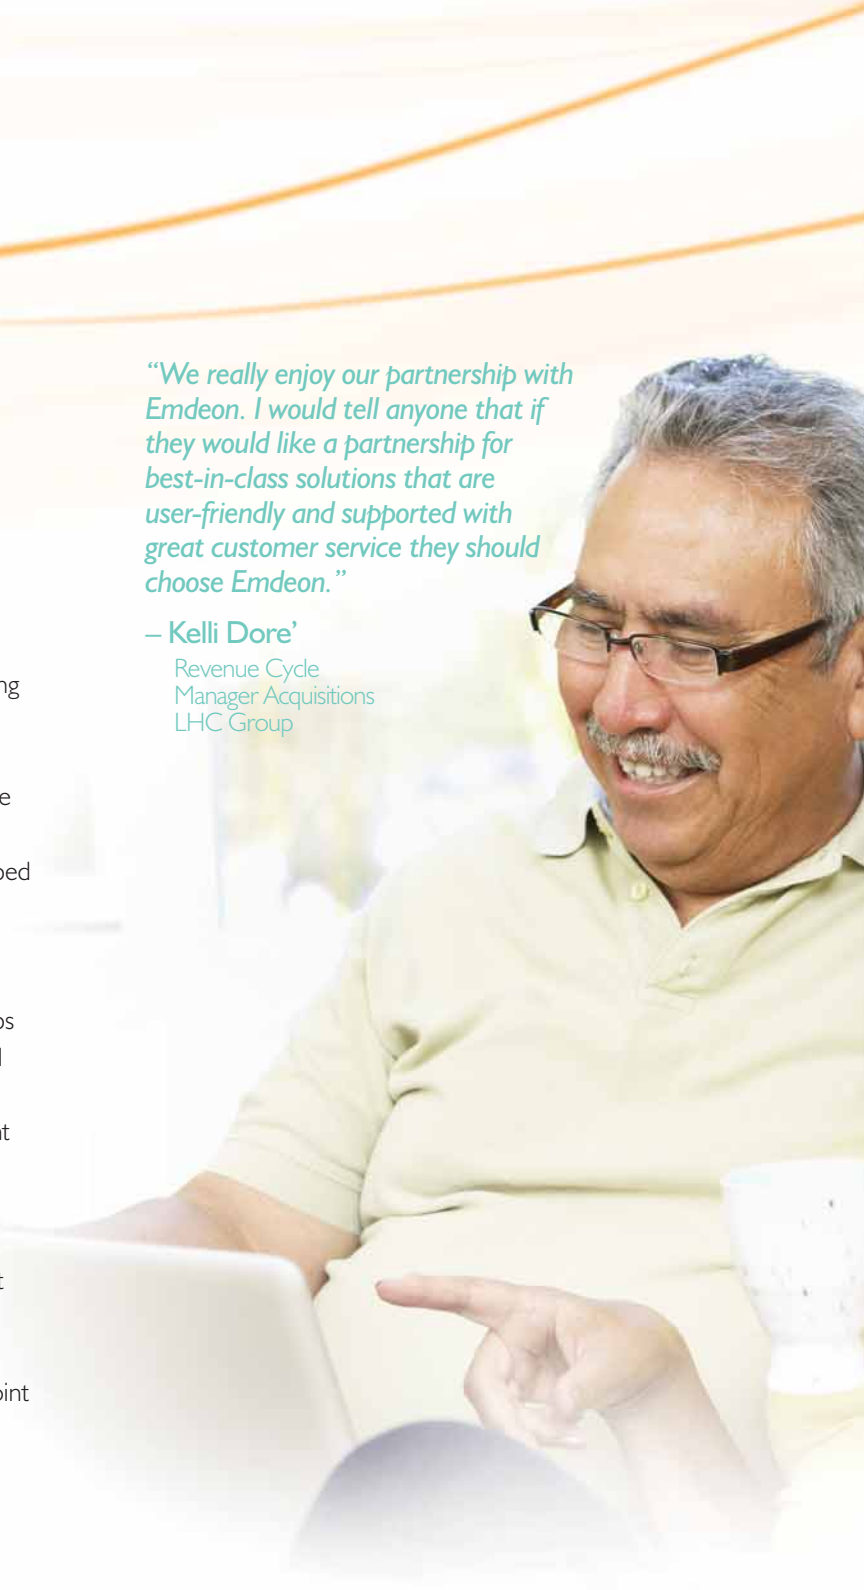 “We really enjoy our partnership with
Emdeon. I would tell anyone that if
they would like a partnership for
best-in-class solutions that are
user-friendly and supported with
great customer service they should
choose Emdeon.”
– Kelli Dore’
Revenue Cycle
Manager Acquisitions
LHC Group